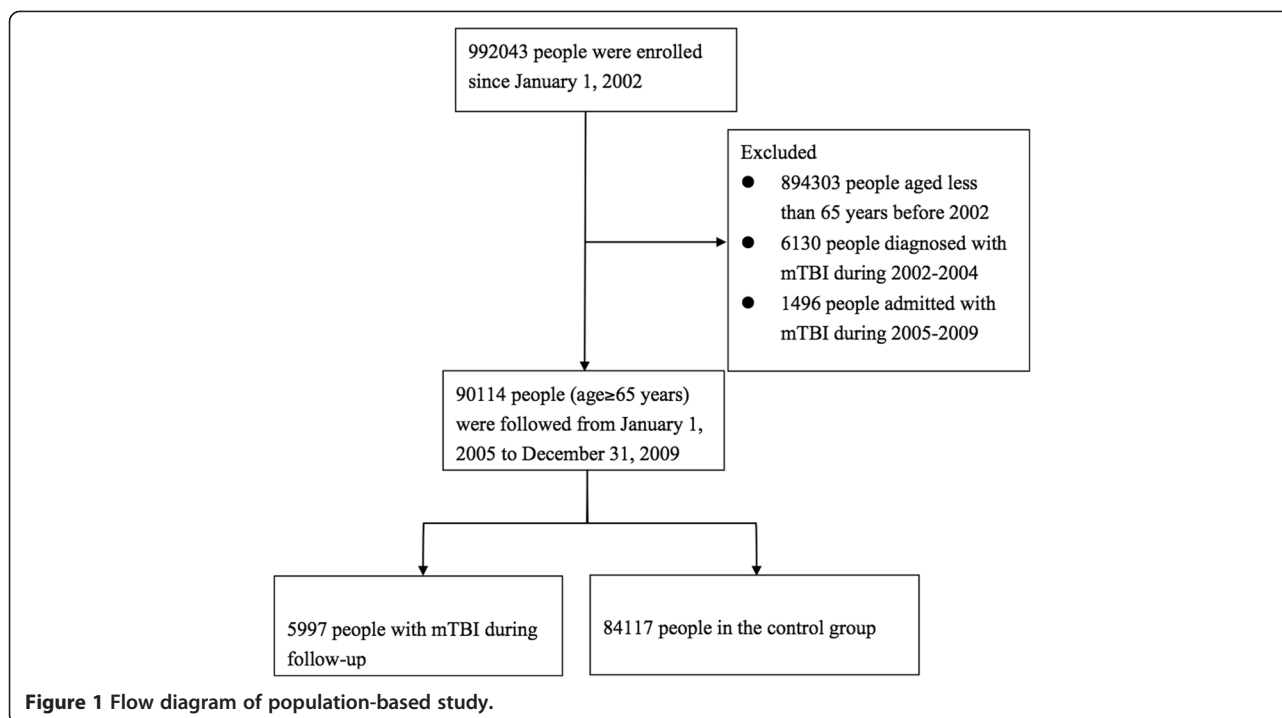 992043 people were enrolled
since January 1, 2002
Excluded
● 894303 people aged less
than 65 years before 2002
● 6130 people diagnosed with
mTBI during 2002-2004
● 1496 people admitted with
mTBI during 2005-2009
90114 people (age≥65 years)
were followed from January 1,
2005 to December 31, 2009
5997 people with mTBI during
follow-up
84117 people in the control group
Figure 1 Flow diagram of population-based study.